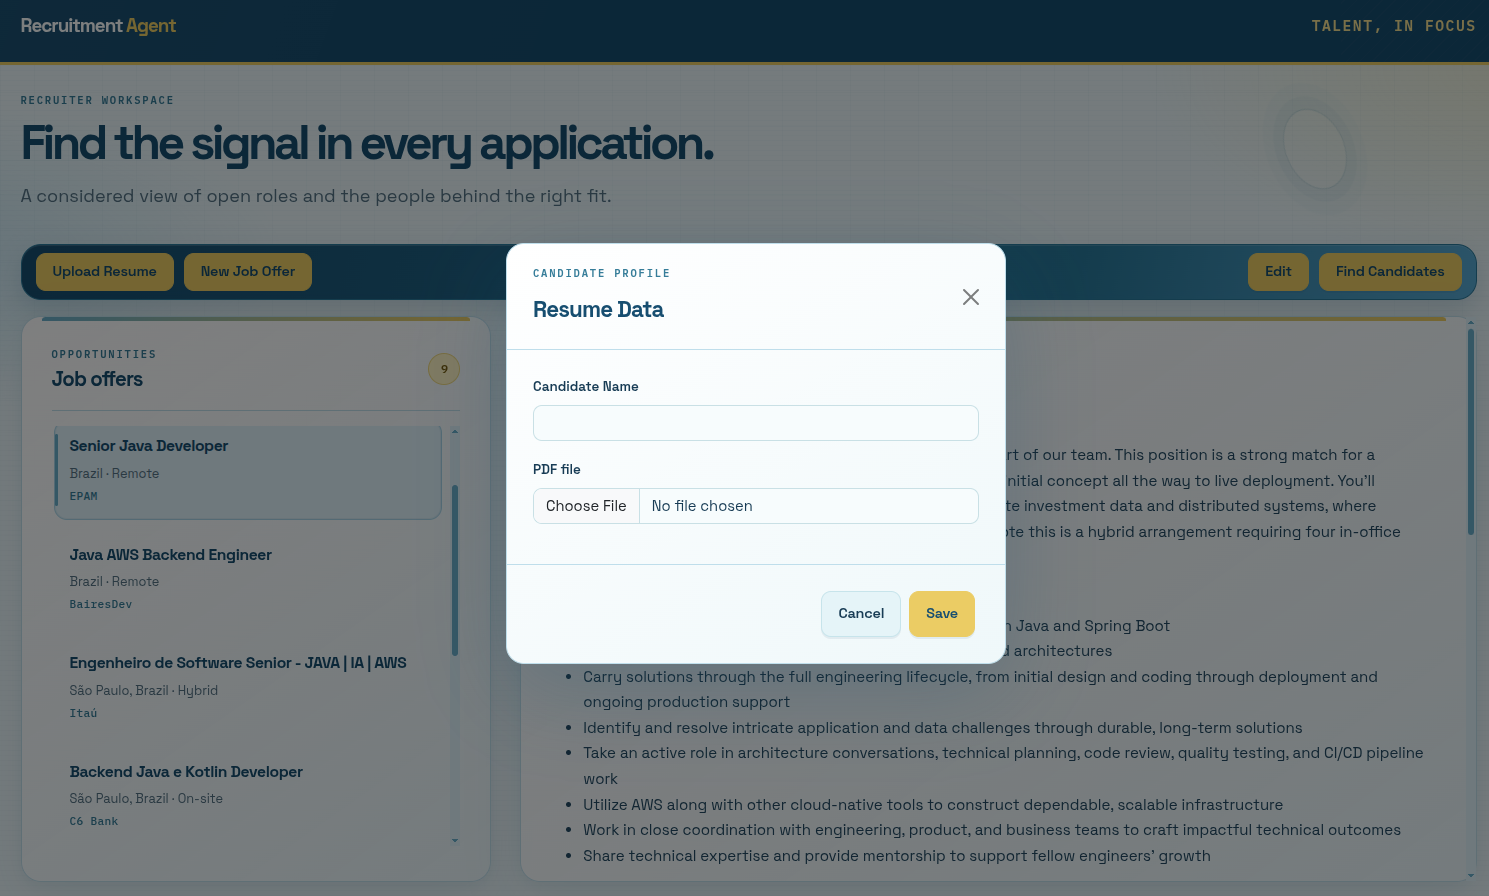 Recruitment Agent
TALENT, IN FOCUS
RECRUITER WORKSPACE
Find the signal in every application.
A considered view of open roles and the people behind the right fit.
Upload Resume
New Job Offer
Edit
Find Candidates
OPPORTUNITIES
Job offers
9
Senior Java Developer
Brazil · Remote
EPAM
Java AWS Backend Engineer
Brazil · Remote
BairesDev
Engenheiro de Software Senior - JAVA | IA | AWS
São Paulo, Brazil · Hybrid
Itaú
Backend Java e Kotlin Developer
São Paulo, Brazil · On-site
C6 Bank
CANDIDATE PROFILE
Resume Data
Candidate Name
PDF file
Choose File
No file chosen
Cancel
Save
of our team. This position is a strong match for a
initial concept all the way to live deployment. You'll
investment data and distributed systems, where
this is a hybrid arrangement requiring four in-office
Java and Spring Boot
architectures
Carry solutions through the full engineering lifecycle, from initial design and coding through deployment and
ongoing production support
Identify and resolve intricate application and data challenges through durable, long-term solutions
Take an active role in architecture conversations, technical planning, code review, quality testing, and CI/CD pipeline
work
Utilize AWS along with other cloud-native tools to construct dependable, scalable infrastructure
Work in close coordination with engineering, product, and business teams to craft impactful technical outcomes
Share technical expertise and provide mentorship to support fellow engineers' growth